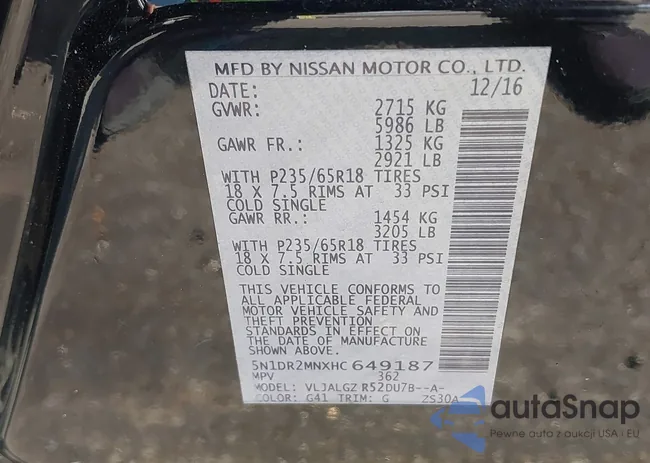 MFD BY NISSAN MOTOR CO., LTD.
DATE: 12/16
GVWR: 2715 KG
5986 LB
GAWR FR.: 1325 KG
2921 LB
WITH P235/65R18 TIRES
18 X 7.5 RIMS AT 33 PSI
COLD SINGLE
GAWR RR.: 1454 KG
3205 LB
WITH P235/65R18 TIRES
18 X 7.5 RIMS AT 33 PSI
COLD SINGLE
THIS VEHICLE CONFORMS TO
ALL APPLICABLE FEDERAL
MOTOR VEHICLE SAFETY AND
THEFT PREVENTION
STANDARDS IN EFFECT ON
THE DATE OF MANUFACTURE
SHOWN ABOVE.
5N1DR2MNXHC 649187
MPV 362
MODEL: VLJALGZ R52DU7B--A-
COLOR: G41 TRIM: G ZS30A
autoSnap
Pewne auto z aukcji USA i EU